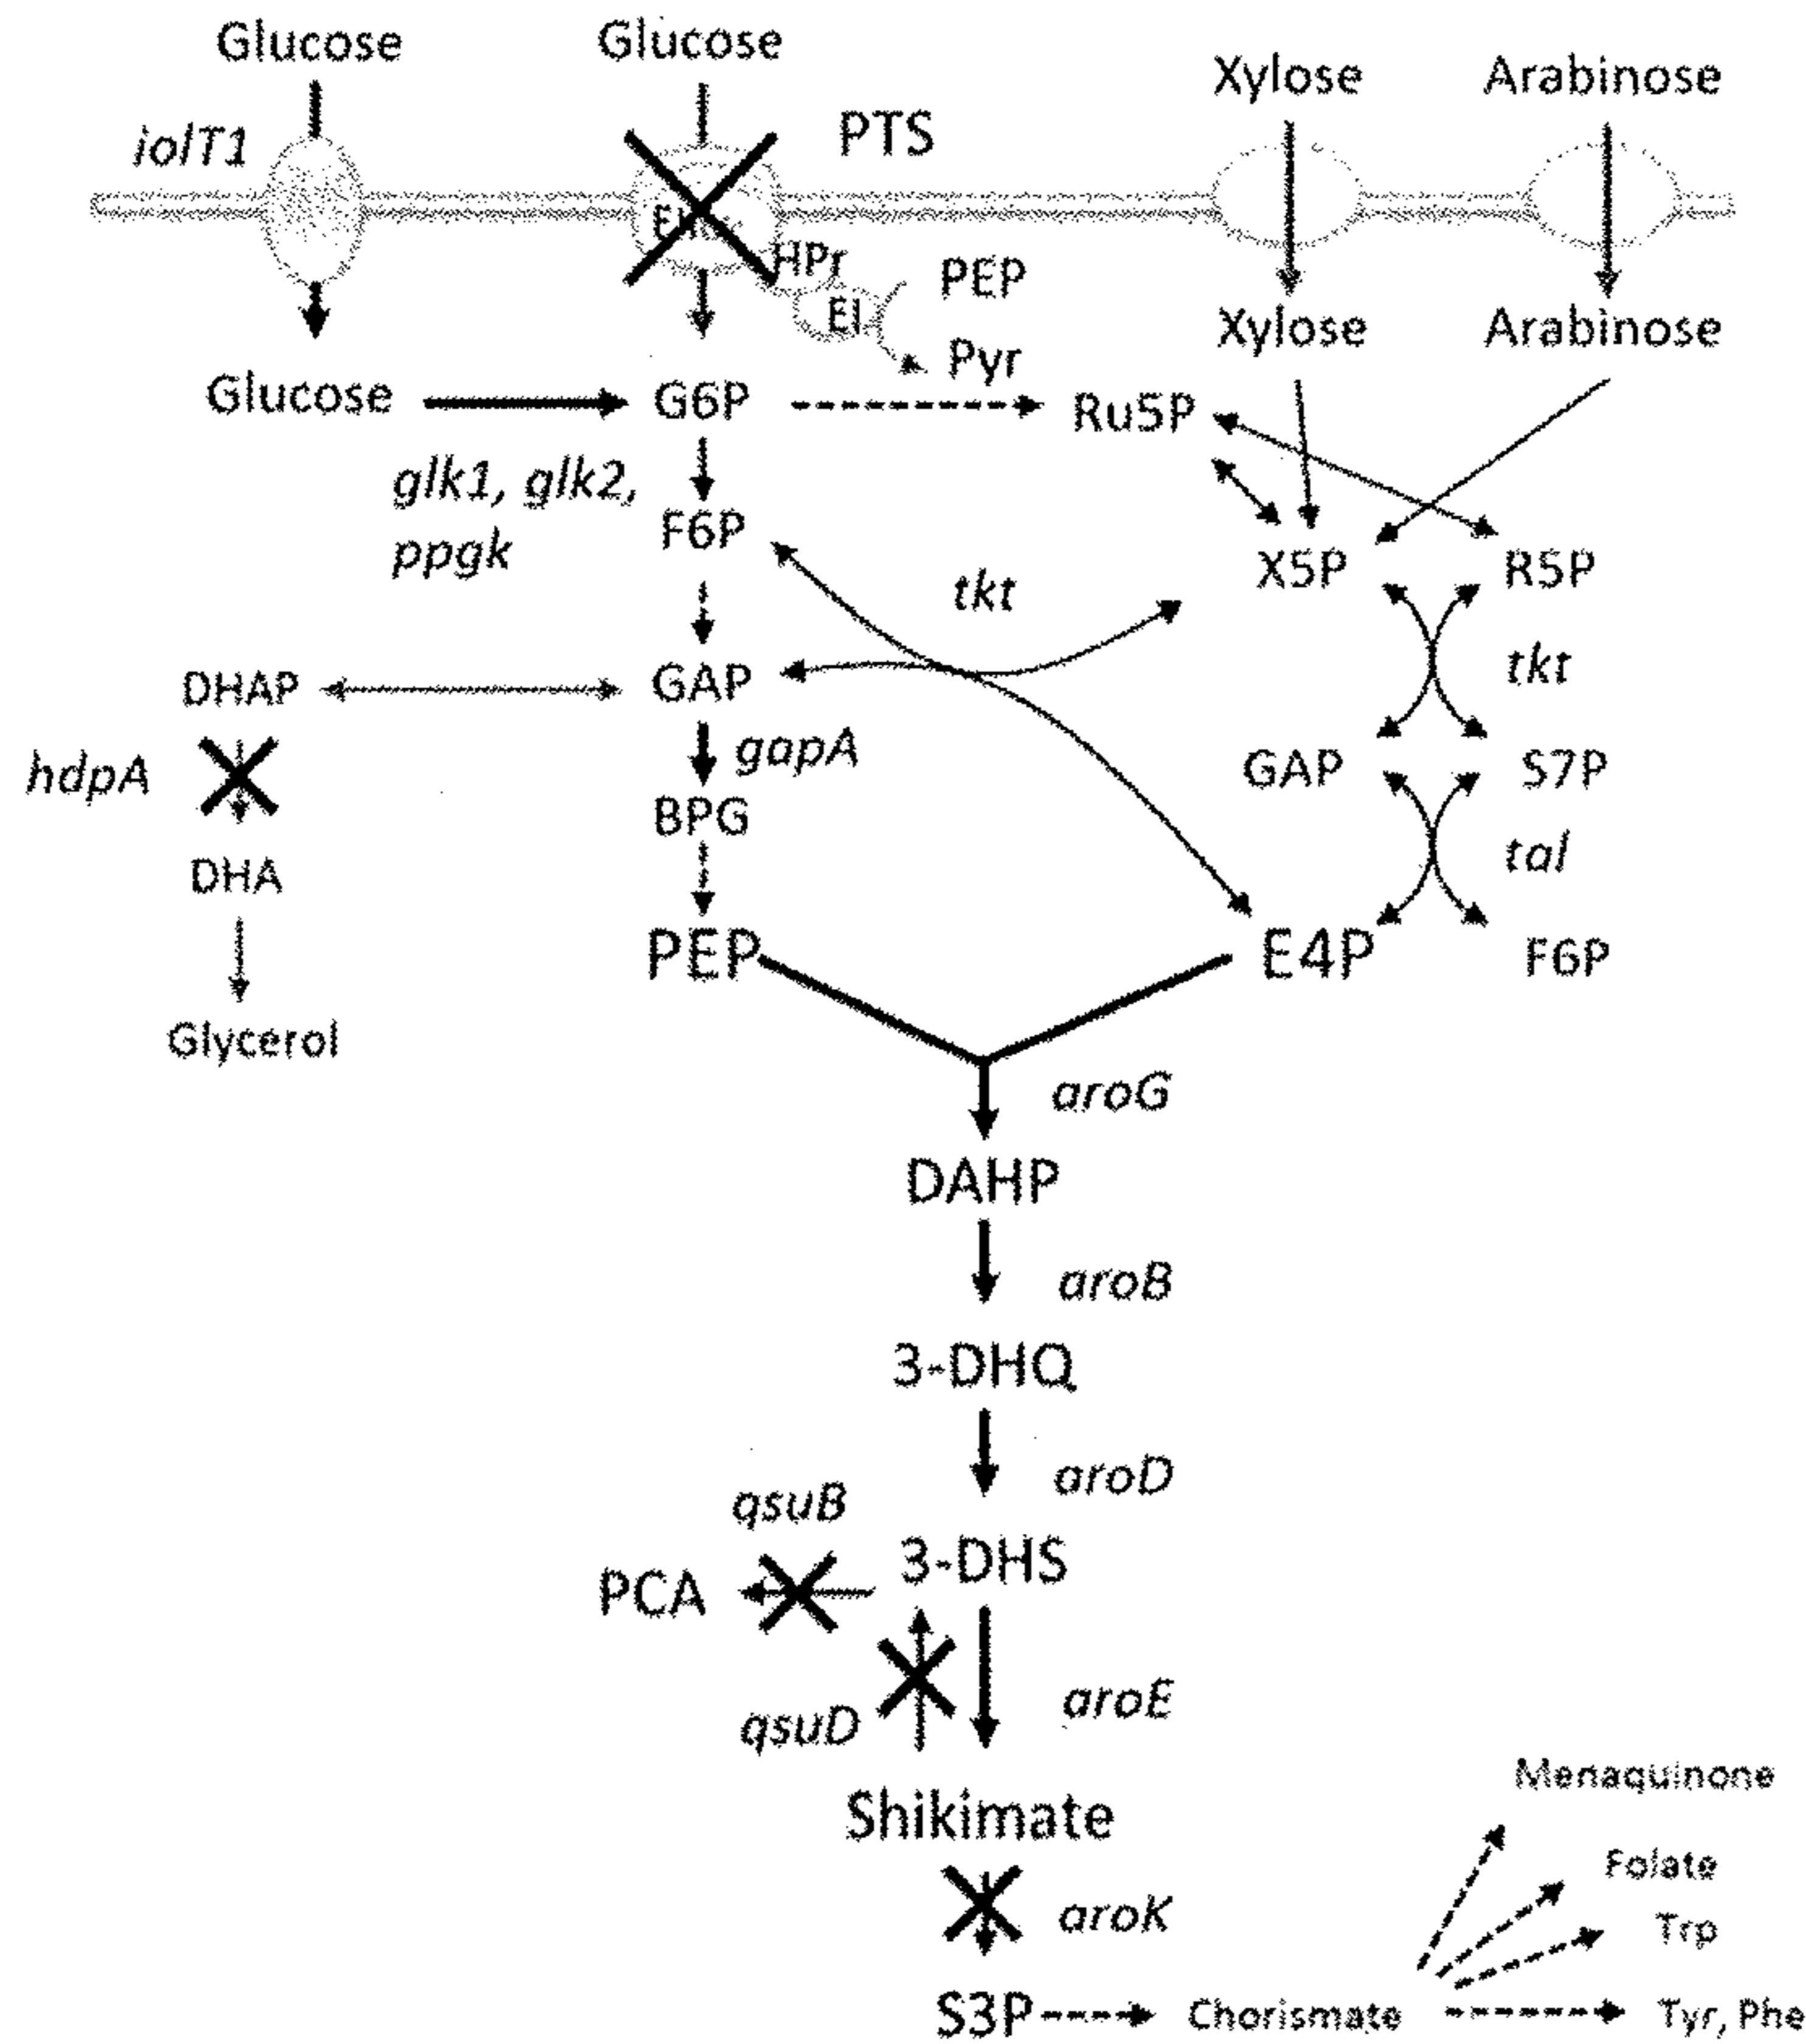 Glucose
Glucose
Xylose
Arabinose
iolT1
PTS
HPr
PEP
EI
Xylose
Arabinose
Pyr
Glucose
G6P
Ru5P
glk1, glk2,
ppgk
F6P
X5P
R5P
tkt
tkt
DHAP
GAP
gapA
hdpA
GAP
S7P
BPG
tal
DHA
PEP
E4P
F6P
Glycerol
aroG
DAHP
aroB
3-DHQ
aroD
qsuB
3-DHS
PCA
aroE
qsuD
Menaquinone
Shikimate
Folate
aroK
Trp
S3P
Chorismate
Tyr, Phe